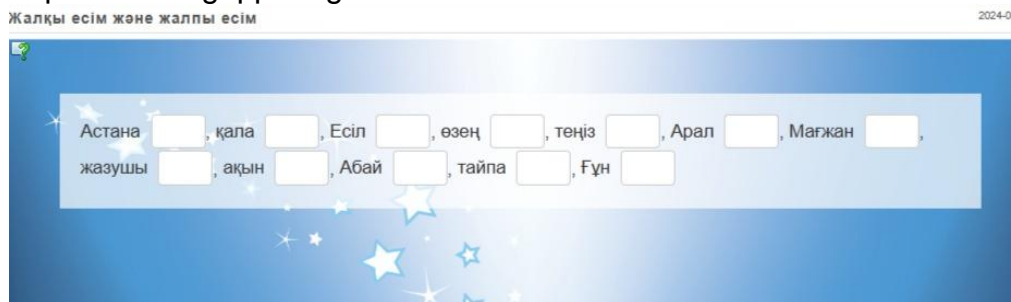 Жалқы есім және жалпы есім
2024-0
Астана , қала , Есіл , өзен , теңіз , Арал , Мағжан ,
жазушы , ақын , Абай , тайпа , Ғұн